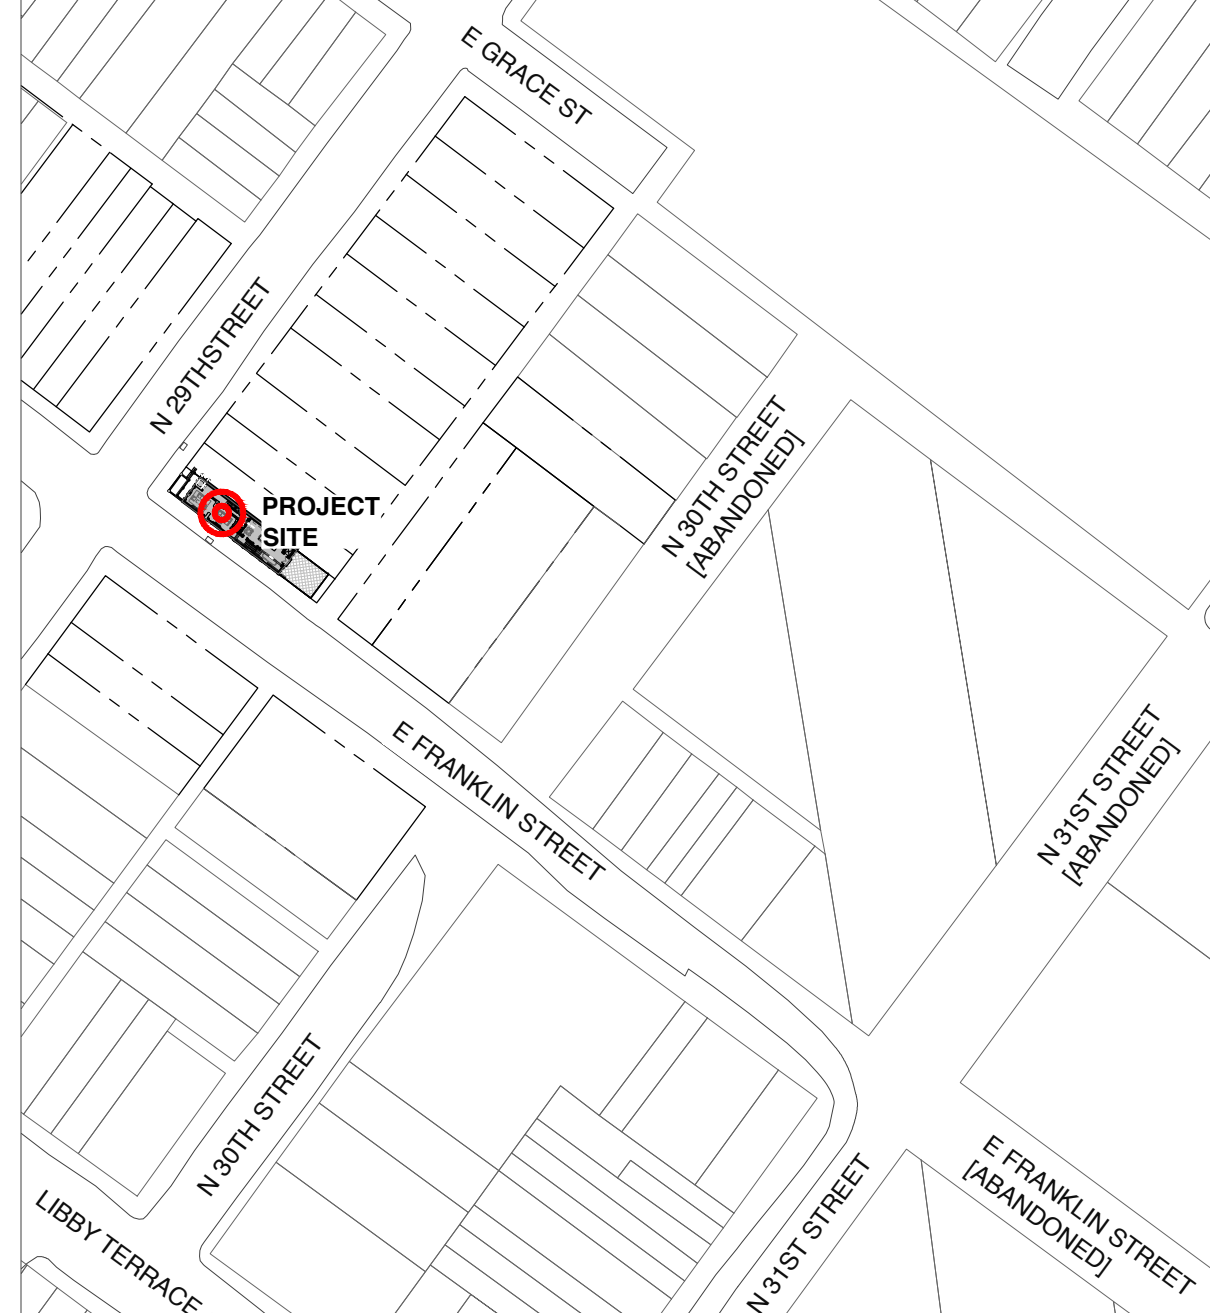 E GRACE ST
N 29THSTREET
PROJECT
SITE
N 30TH STREET
[ABANDONED]
E FRANKLIN STREET
N 31ST STREET
[ABANDONED]
N 30TH STREET
LIBBY TERRACE
N 31ST STREET
E FRANKLIN STREET
[ABANDONED]